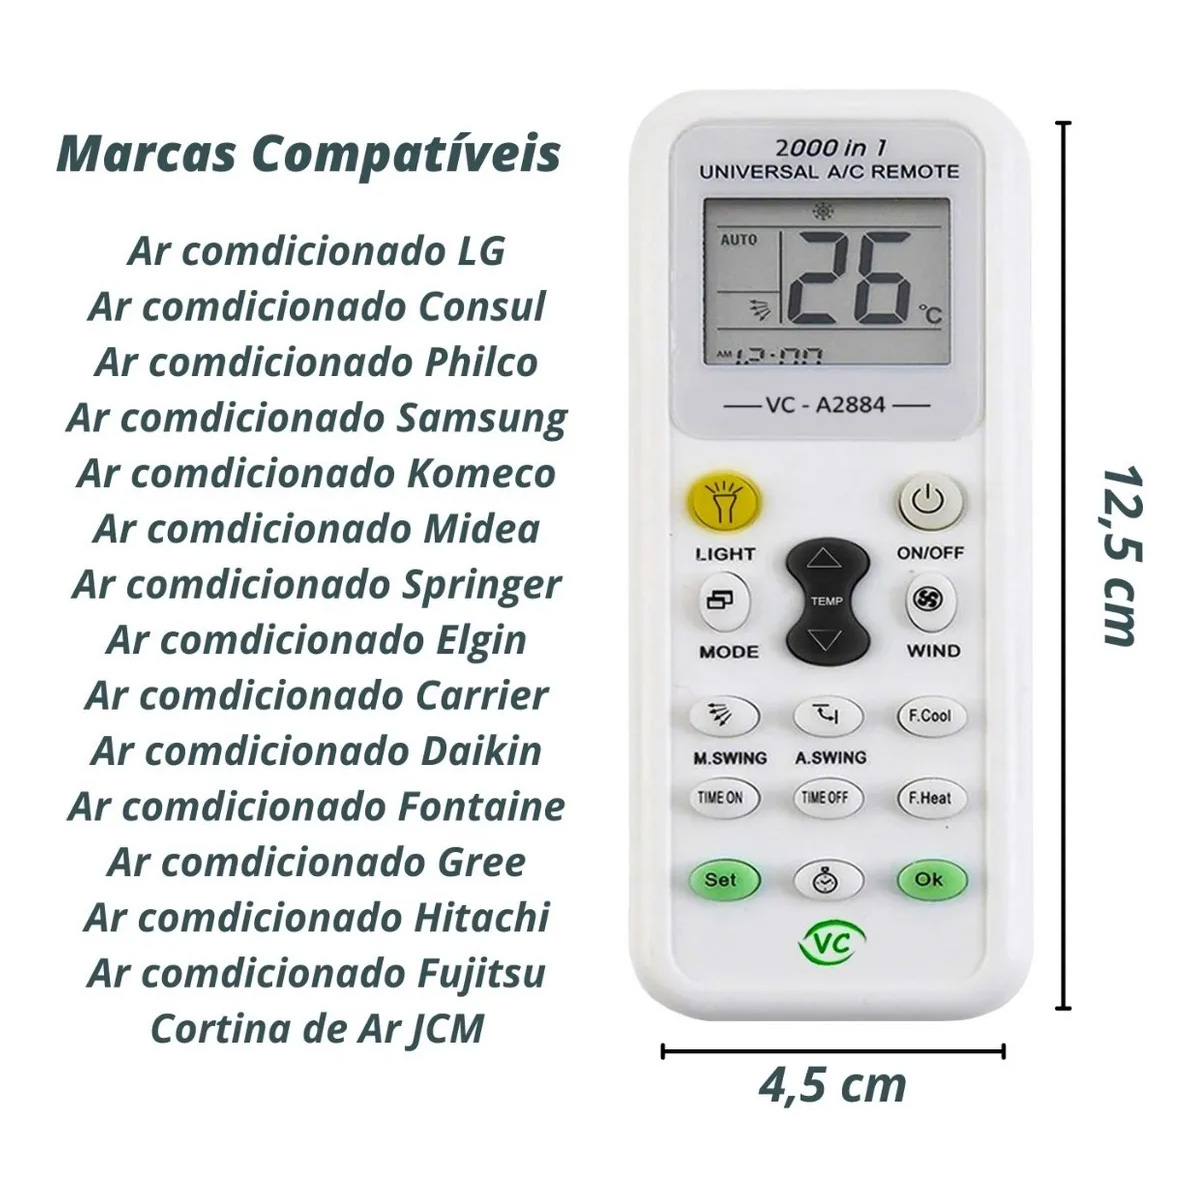 Marcas Compatíveis
Ar comdicionado LG
Ar comdicionado Consul
Ar comdicionado Philco
Ar comdicionado Samsung
Ar comdicionado Komeco
Ar comdicionado Midea
Ar comdicionado Springer
Ar comdicionado Elgin
Ar comdicionado Carrier
Ar comdicionado Daikin
Ar comdicionado Fontaine
Ar comdicionado Gree
Ar comdicionado Hitachi
Ar comdicionado Fujitsu
Cortina de Ar JCM
2000 in 1
UNIVERSAL A/C REMOTE
AUTO
26 °C
AM 12:00
VC - A2884
LIGHT
ON/OFF
TEMP
MODE
WIND
F.Cool
M.SWING
A.SWING
TIME ON
TIME OFF
F.Heat
Set
Ok
VC
12,5 cm
4,5 cm